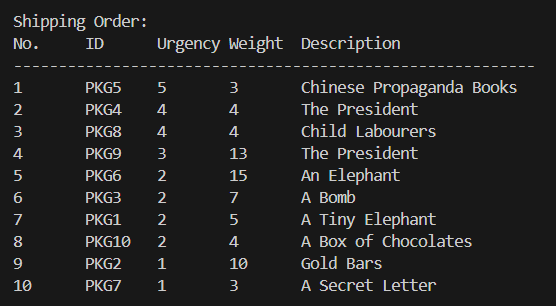 Shipping Order:
No. ID Urgency Weight Description
----------------------------------------------------------
1 PKG5 5 3 Chinese Propaganda Books
2 PKG4 4 4 The President
3 PKG8 4 4 Child Labourers
4 PKG9 3 13 The President
5 PKG6 2 15 An Elephant
6 PKG3 2 7 A Bomb
7 PKG1 2 5 A Tiny Elephant
8 PKG10 2 4 A Box of Chocolates
9 PKG2 1 10 Gold Bars
10 PKG7 1 3 A Secret Letter